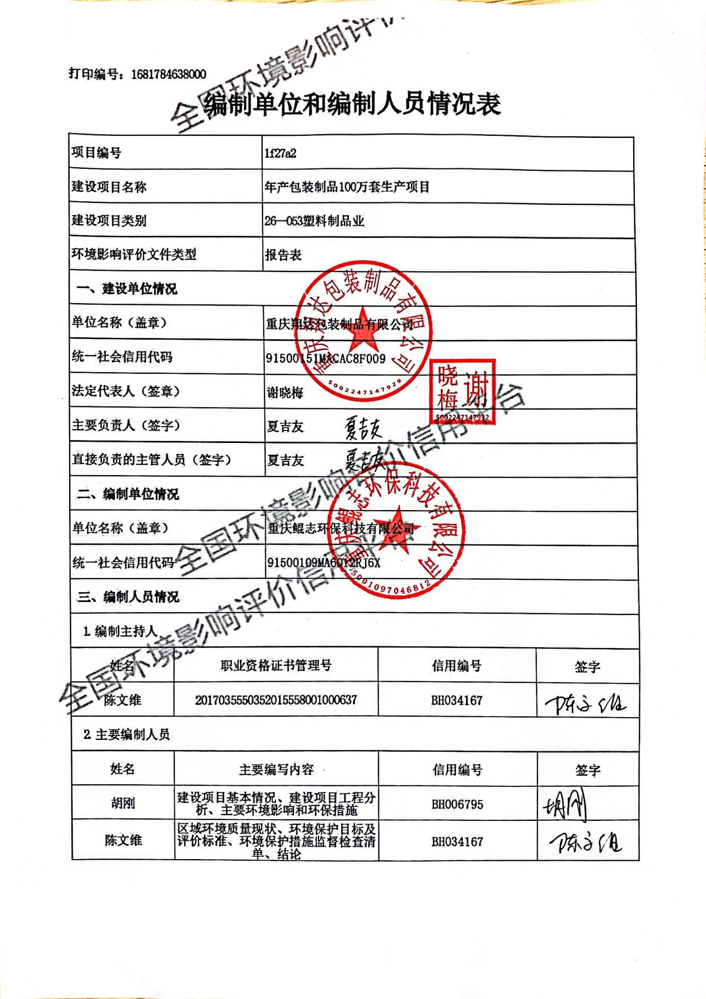 全国环境影响评价
打印编号：1681784638000
编制单位和编制人员情况表
项目编号 1f27a2
建设项目名称 年产包装制品100万套生产项目
建设项目类别 26—053塑料制品业
环境影响评价文件类型 报告表
一、建设单位情况
单位名称（盖章） 重庆翔达包装制品有限公司
统一社会信用代码 91500151MACAC8F009
法定代表人（签章） 谢晓梅
主要负责人（签字） 夏吉友 夏吉友
直接负责的主管人员（签字） 夏吉友 夏吉友
重庆翔达包装制品有限公司
5002247147929
谢晓梅
5002247147932
二、编制单位情况
单位名称（盖章） 重庆鲲志环保科技有限公司
统一社会信用代码 91500109MA6012RJ6X
重庆鲲志环保科技有限公司
5001097046812
全国环境影响评价信用平台
全国环境影响评价信用平台
三、编制人员情况
1 编制主持人
姓名 职业资格证书管理号 信用编号 签字
陈文维 2017035550352015558001000637 BH034167 陈文维
2 主要编制人员
姓名 主要编写内容 信用编号 签字
胡刚 建设项目基本情况、建设项目工程分
析、主要环境影响和环保措施 BH006795 胡刚
陈文维 区域环境质量现状、环境保护目标及
评价标准、环境保护措施监督检查清
单、结论 BH034167 陈文维